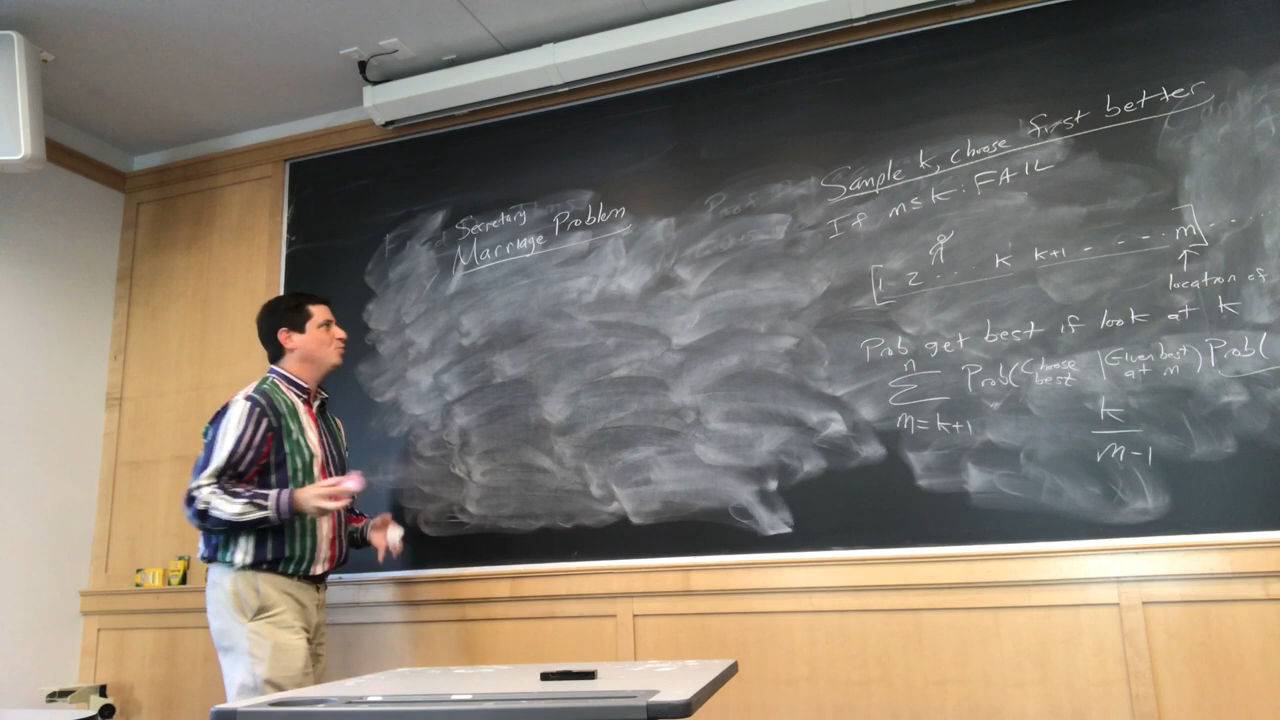 Secretary
Marriage Problem
Sample k, choose first better
If m≤k: FAIL
[1 2 ... k k+1 - - - - m] ......
↑
location of
Prob get best if look at k
n
∑ Prob(Choose best | Given best at m) Prob(
m=k+1
k
m-1